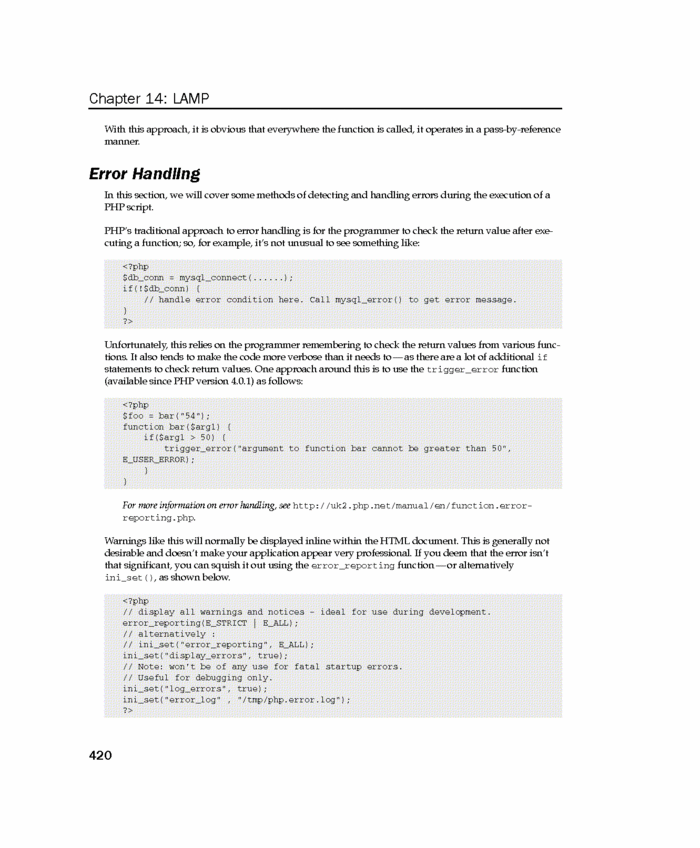 Chapter 14: LAMP
With this approach, it is obvious that everywhere the function is called, it operates in a pass-by-reference
manner.
Error Handling
In this section, we will cover some methods of detecting and handling errors during the execution of a
PHP script.
PHP's traditional approach to error handling is for the programmer to check the return value after exe-
cuting a function; so, for example, it's not unusual to see something like:
<?php
$db_conn = mysql_connect(......);
if(!$db_conn) {
// handle error condition here. Call mysql_error() to get error message.
}
?>
Unfortunately, this relies on the programmer remembering to check the return values from various func-
tions. It also tends to make the code more verbose than it needs to — as there are a lot of additional if
statements to check return values. One approach around this is to use the trigger_error function
(available since PHP version 4.0.1) as follows:
<?php
$foo = bar("54");
function bar($arg1) {
if($arg1 > 50) {
trigger_error("argument to function bar cannot be greater than 50",
E_USER_ERROR);
}
}
For more information on error handling, see http://uk2.php.net/manual/en/function.error-
reporting.php.
Warnings like this will normally be displayed inline within the HTML document. This is generally not
desirable and doesn't make your application appear very professional. If you deem that the error isn't
that significant, you can squish it out using the error_reporting function — or alternatively
ini_set(), as shown below.
<?php
// display all warnings and notices - ideal for use during development.
error_reporting(E_STRICT | E_ALL);
// alternatively :
// ini_set("error_reporting", E_ALL);
ini_set("display_errors", true);
// Note: won't be of any use for fatal startup errors.
// Useful for debugging only.
ini_set("log_errors", true);
ini_set("error_log" , "/tmp/php.error.log");
?>
420